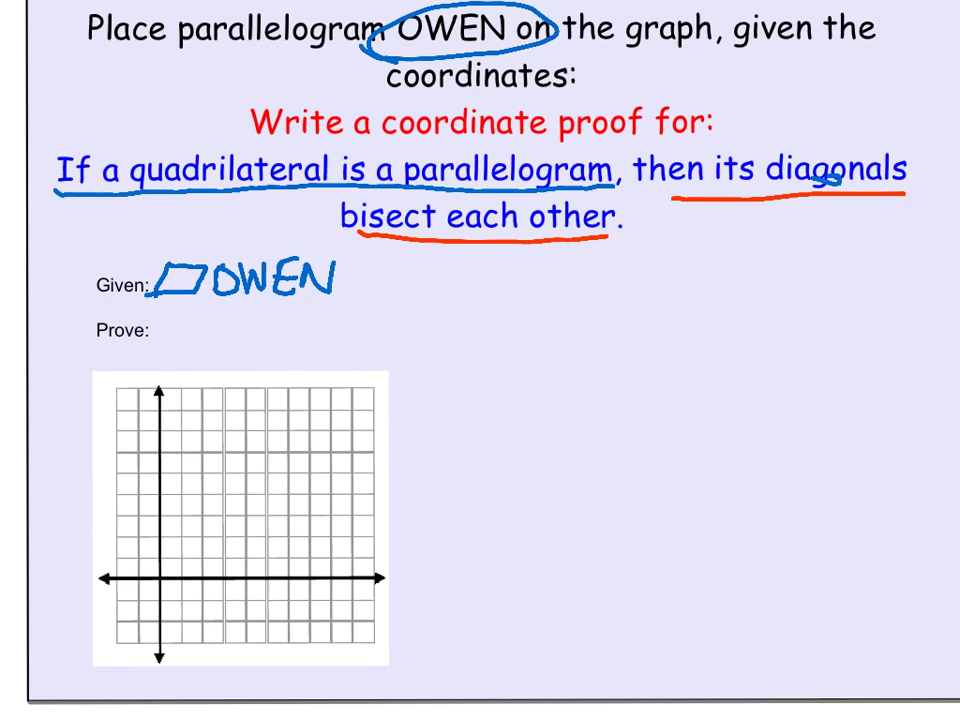 Place parallelogram OWEN on the graph, given the
coordinates:
Write a coordinate proof for:
If a quadrilateral is a parallelogram, then its diagonals
bisect each other.
Given: ▱OWEN
Prove: